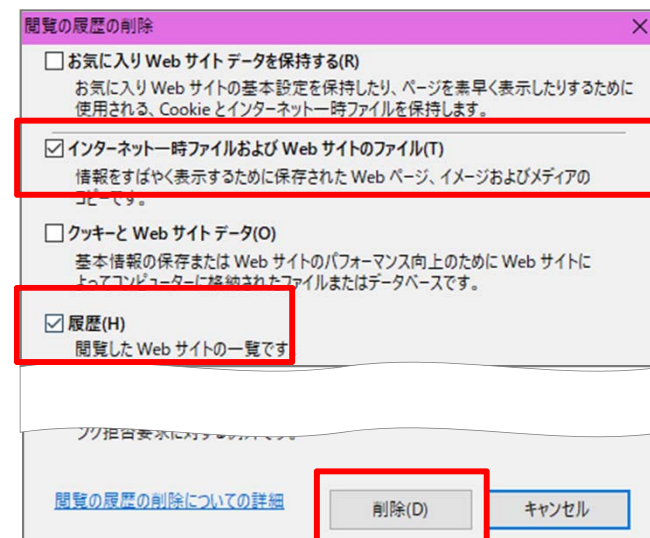 閲覧の履歴の削除
お気に入り Web サイト データを保持する(R)
お気に入り Web サイトの基本設定を保持したり、ページを素早く表示したりするために
使用される、Cookie とインターネット一時ファイルを保持します。
インターネット一時ファイルおよび Web サイトのファイル(T)
情報をすばやく表示するために保存された Web ページ、イメージおよびメディアの
コピーです。
クッキーと Web サイト データ(O)
基本情報の保存または Web サイトのパフォーマンス向上のために Web サイトに
よってコンピューターに格納されたファイルまたはデータベースです。
履歴(H)
閲覧した Web サイトの一覧です
ング拒否要求に対する例外です。
閲覧の履歴の削除についての詳細
削除(D)
キャンセル